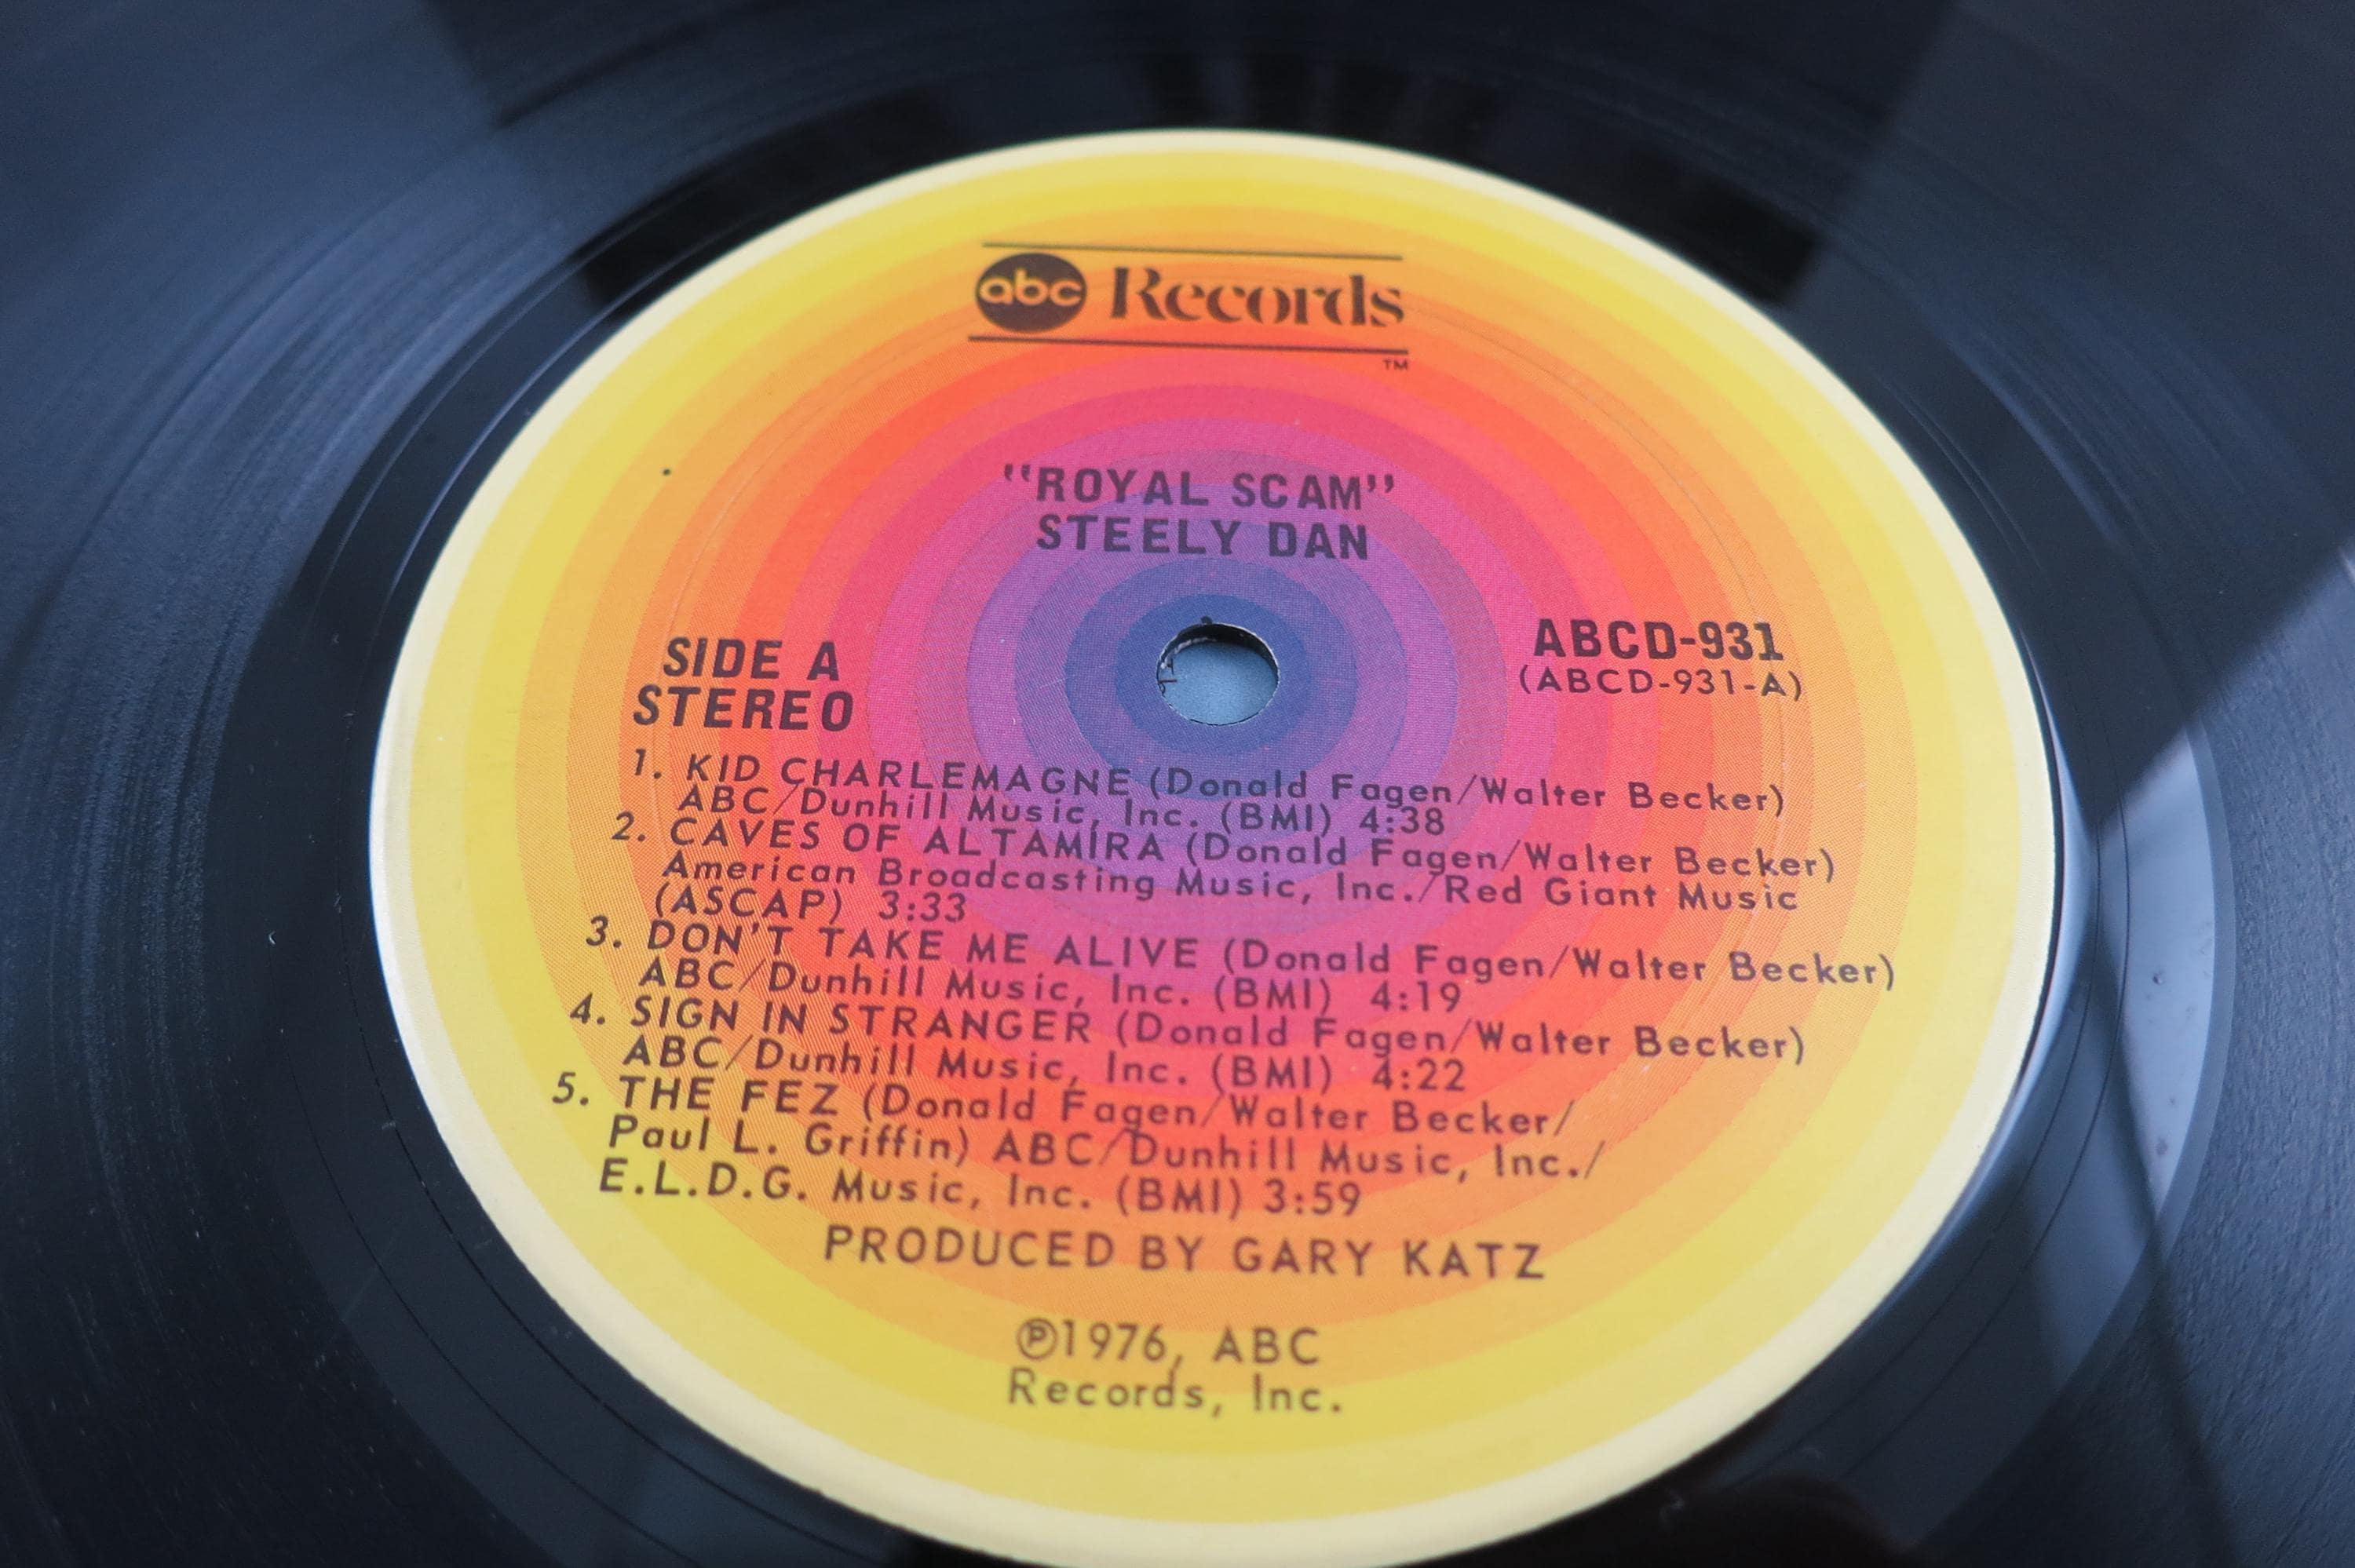 abc Records
TM
"ROYAL SCAM"
STEELY DAN
SIDE A
STEREO
ABCD-931
(ABCD-931-A)
1. KID CHARLEMAGNE (Donald Fagen/Walter Becker)
ABC/Dunhill Music, Inc. (BMI) 4:38
2. CAVES OF ALTAMIRA (Donald Fagen/Walter Becker)
American Broadcasting Music, Inc./Red Giant Music
(ASCAP) 3:33
3. DON'T TAKE ME ALIVE (Donald Fagen/Walter Becker)
ABC/Dunhill Music, Inc. (BMI) 4:19
4. SIGN IN STRANGER (Donald Fagen/Walter Becker)
ABC/Dunhill Music, Inc. (BMI) 4:22
5. THE FEZ (Donald Fagen/Walter Becker/
Paul L. Griffin) ABC/Dunhill Music, Inc./
E.L.D.G. Music, Inc. (BMI) 3:59
PRODUCED BY GARY KATZ
℗1976, ABC
Records, Inc.